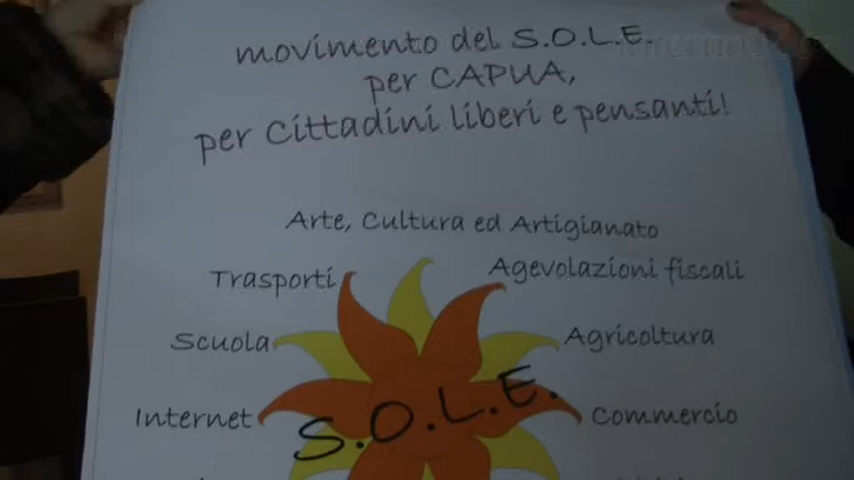 movimento del S.O.L.E.
per CAPUA,
per cittadini liberi e pensanti!
Arte, Cultura ed Artigianato
Trasporti
Agevolazioni fiscali
Scuola
Agricoltura
Internet
Commercio
S.O.L.E.